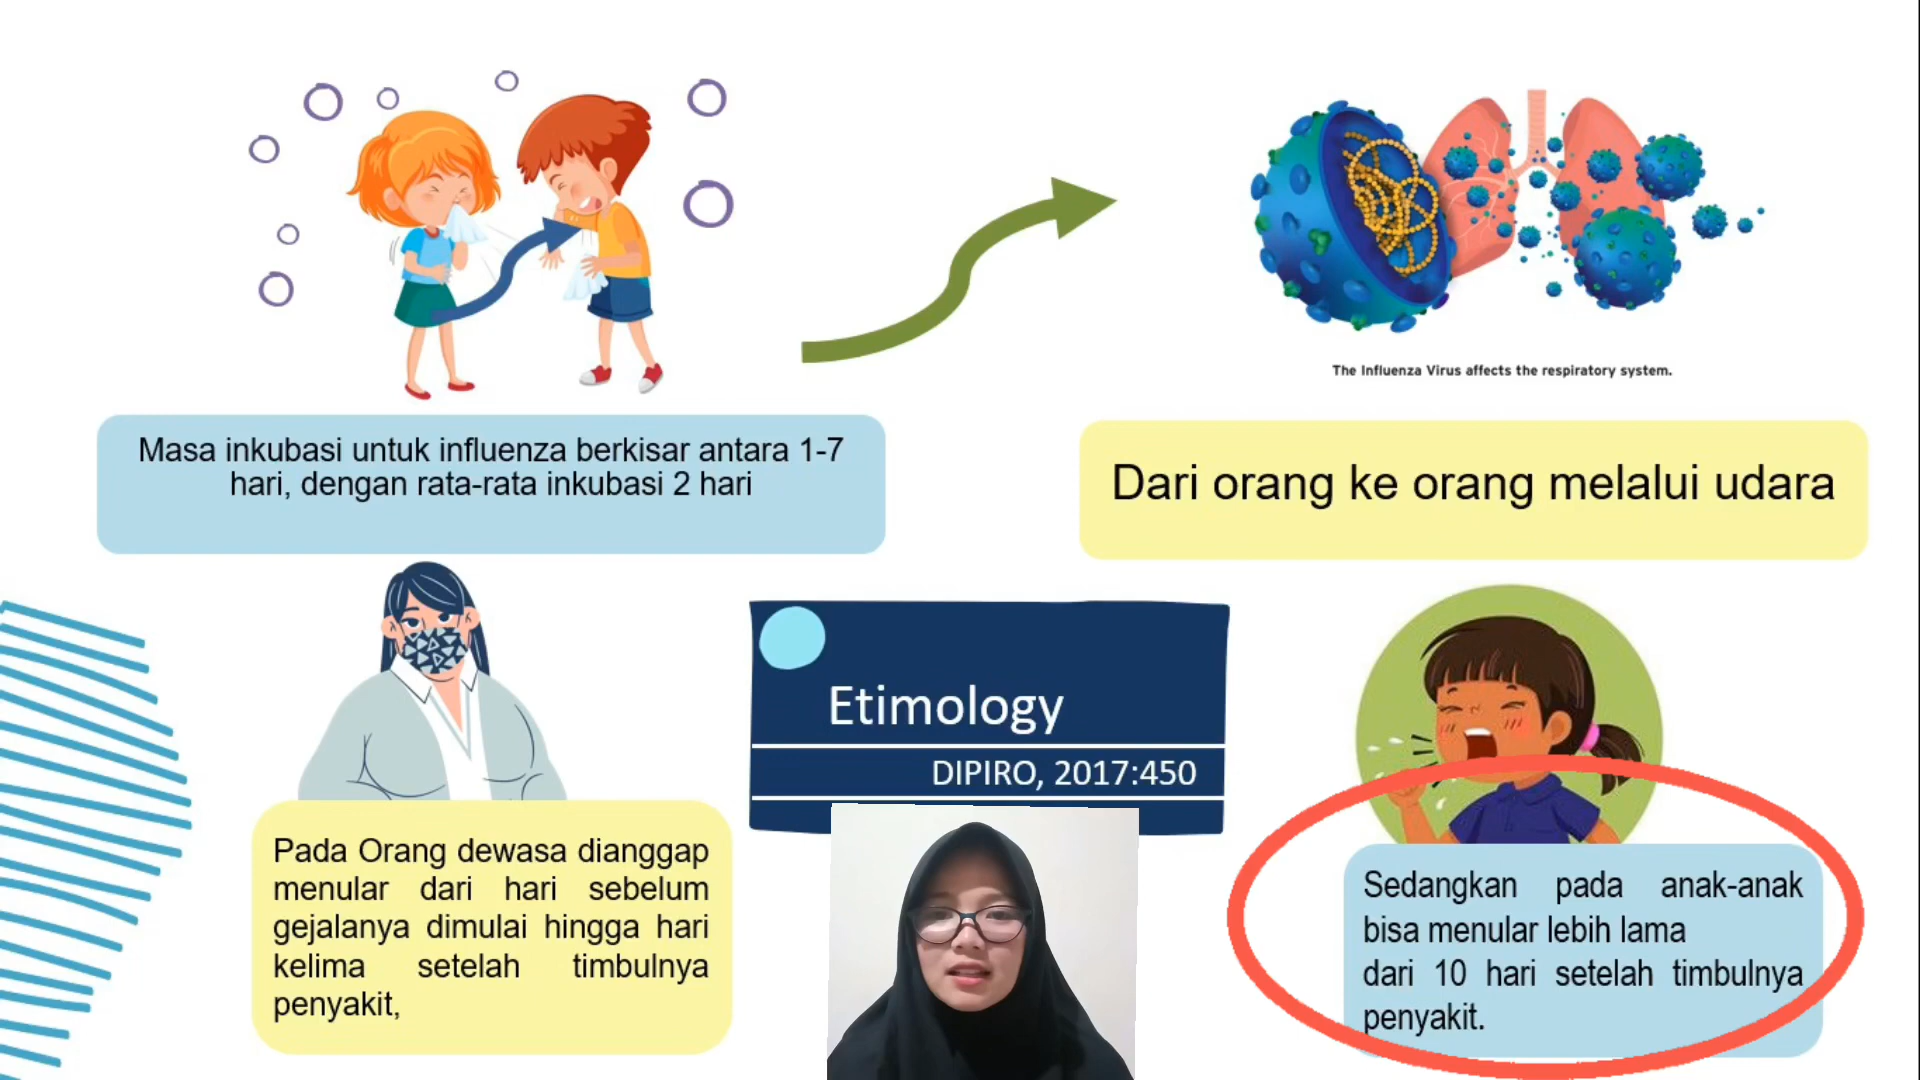 The Influenza Virus affects the respiratory system.
Masa inkubasi untuk influenza berkisar antara 1-7
hari, dengan rata-rata inkubasi 2 hari
Dari orang ke orang melalui udara
Etimology
DIPIRO, 2017:450
Pada Orang dewasa dianggap
menular dari hari sebelum
gejalanya dimulai hingga hari
kelima setelah timbulnya
penyakit,
Sedangkan pada anak-anak
bisa menular lebih lama
dari 10 hari setelah timbulnya
penyakit.